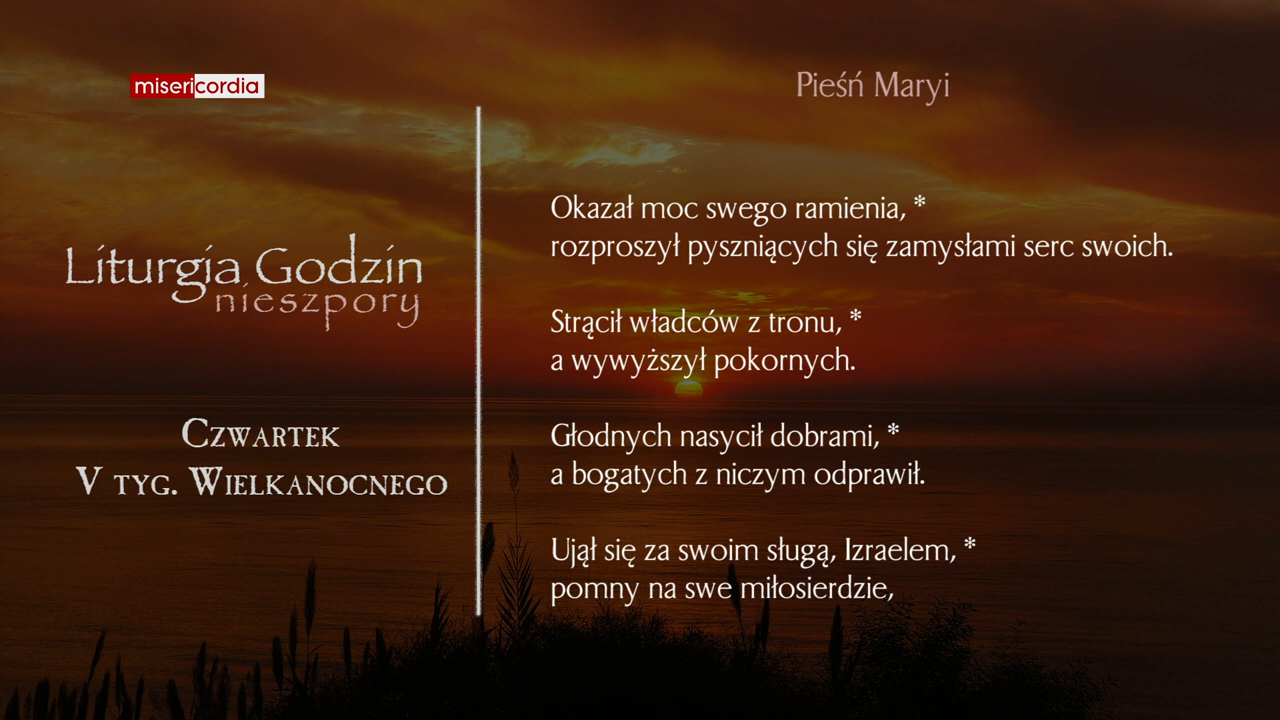 misericordia
Liturgia Godzin
nieszpory
Czwartek
V tyg. Wielkanocnego
Pieśń Maryi
Okazał moc swego ramienia, *
rozproszył pyszniących się zamysłami serc swoich.
Strącił władców z tronu, *
a wywyższył pokornych.
Głodnych nasycił dobrami, *
a bogatych z niczym odprawił.
Ujął się za swoim sługą, Izraelem, *
pomny na swe miłosierdzie,